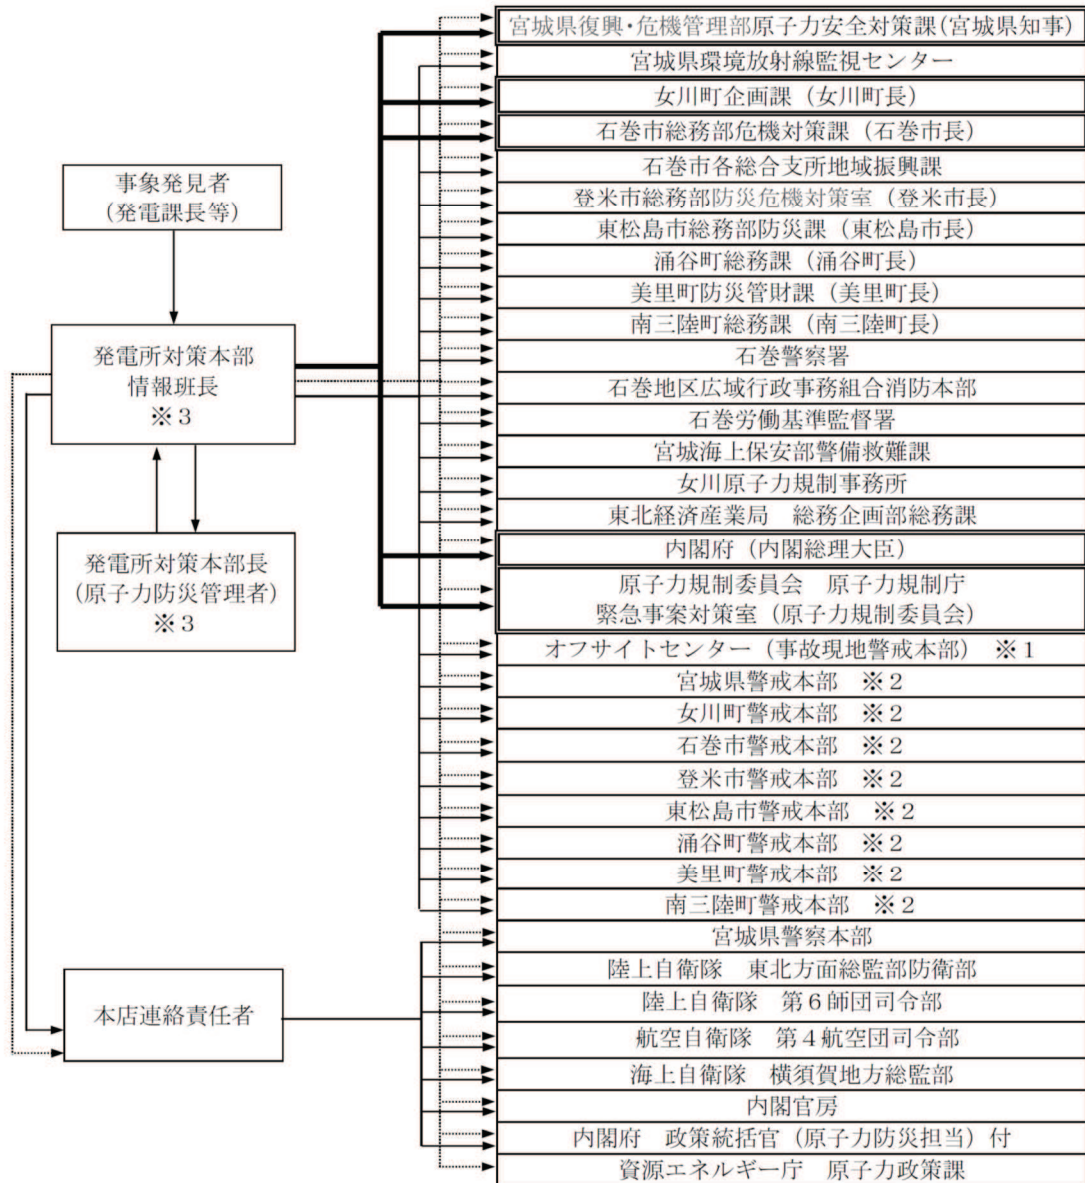 事象発見者
(発電課長等)
発電所対策本部
情報班長
※3
発電所対策本部長
(原子力防災管理者)
※3
本店連絡責任者
宮城県復興・危機管理部原子力安全対策課(宮城県知事)
宮城県環境放射線監視センター
女川町企画課(女川町長)
石巻市総務部危機対策課(石巻市長)
石巻市各総合支所地域振興課
登米市総務部防災危機対策室(登米市長)
東松島市総務部防災課(東松島市長)
涌谷町総務課(涌谷町長)
美里町防災管財課(美里町長)
南三陸町総務課(南三陸町長)
石巻警察署
石巻地区広域行政事務組合消防本部
石巻労働基準監督署
宮城海上保安部警備救難課
女川原子力規制事務所
東北経済産業局 総務企画部総務課
内閣府(内閣総理大臣)
原子力規制委員会 原子力規制庁
緊急事案対策室(原子力規制委員会)
オフサイトセンター(事故現地警戒本部) ※1
宮城県警戒本部 ※2
女川町警戒本部 ※2
石巻市警戒本部 ※2
登米市警戒本部 ※2
東松島市警戒本部 ※2
涌谷町警戒本部 ※2
美里町警戒本部 ※2
南三陸町警戒本部 ※2
宮城県警察本部
陸上自衛隊 東北方面総監部防衛部
陸上自衛隊 第6師団司令部
航空自衛隊 第4航空団司令部
海上自衛隊 横須賀地方総監部
内閣官房
内閣府 政策統括官(原子力防災担当)付
資源エネルギー庁 原子力政策課